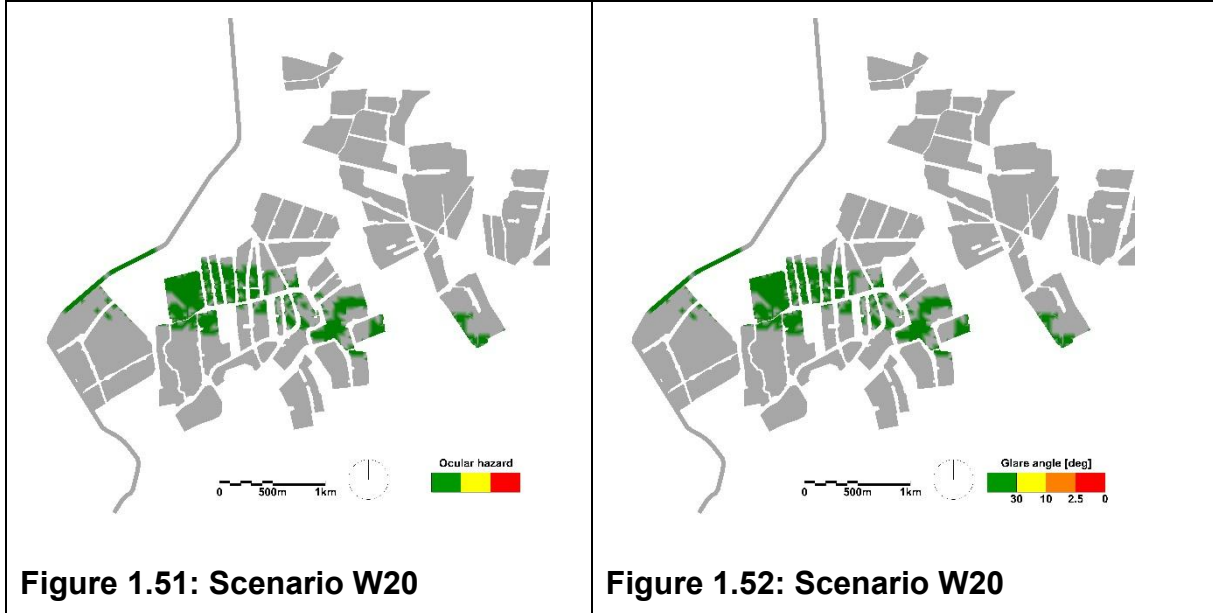 Ocular hazard
0 500m 1km
Figure 1.51: Scenario W20
Glare angle [deg]
0 500m 1km
30 10 2.5 0
Figure 1.52: Scenario W20